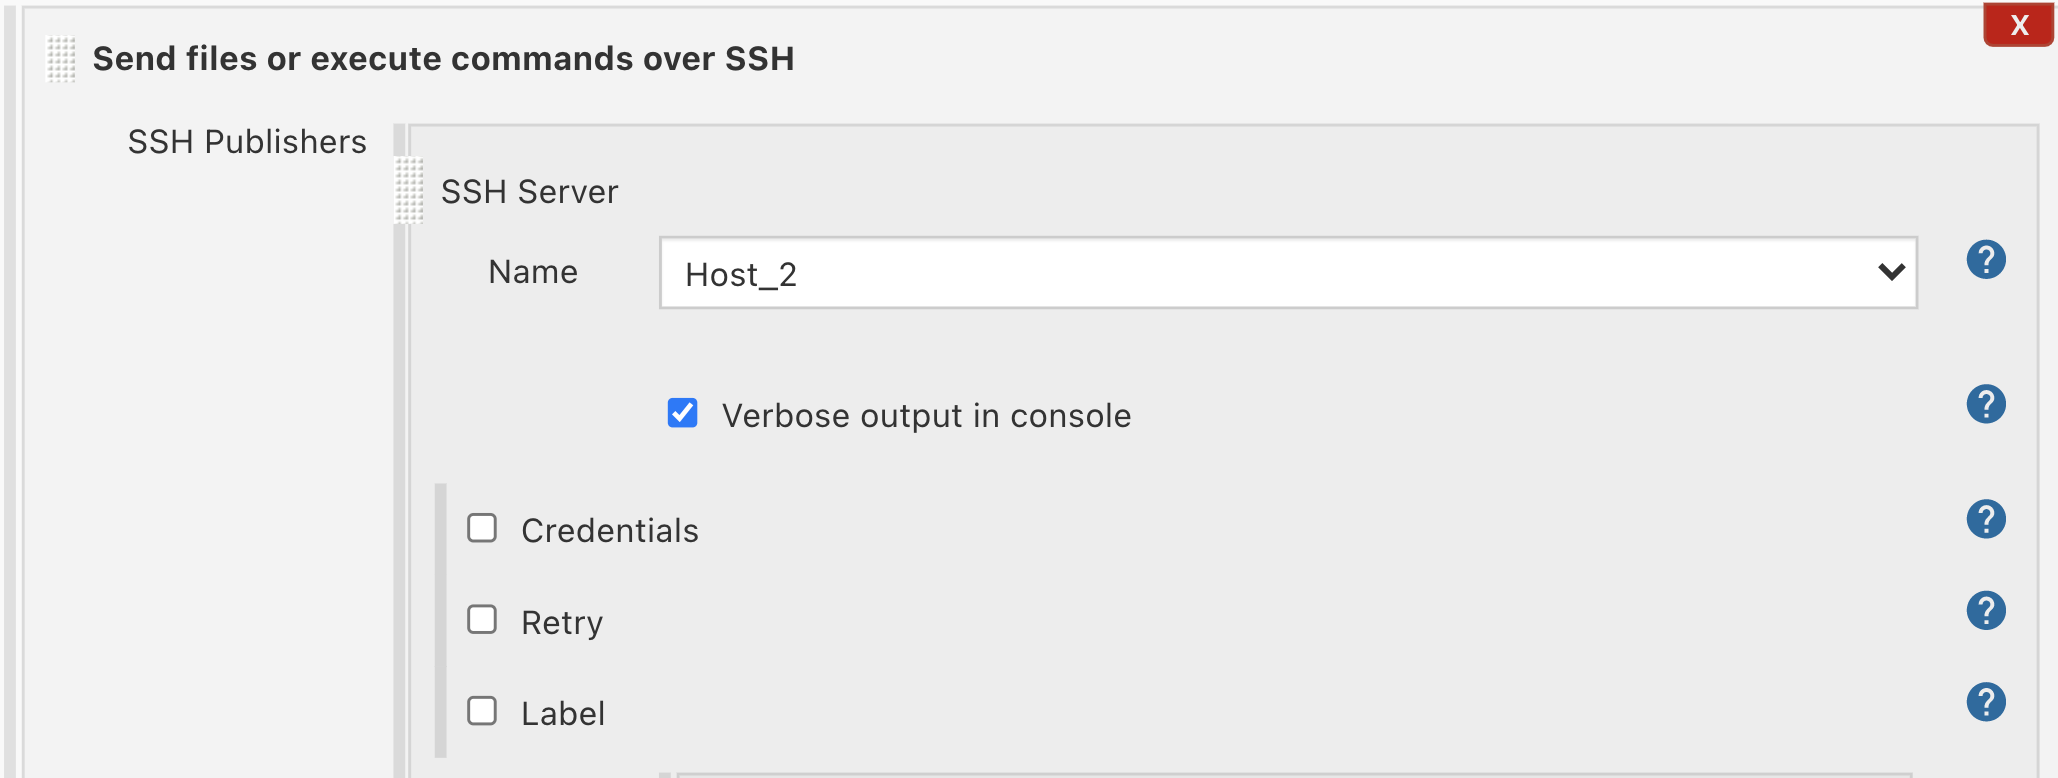 X
Send files or execute commands over SSH
SSH Publishers
SSH Server
Name
Host_2
?
Verbose output in console
?
Credentials
?
Retry
?
Label
?